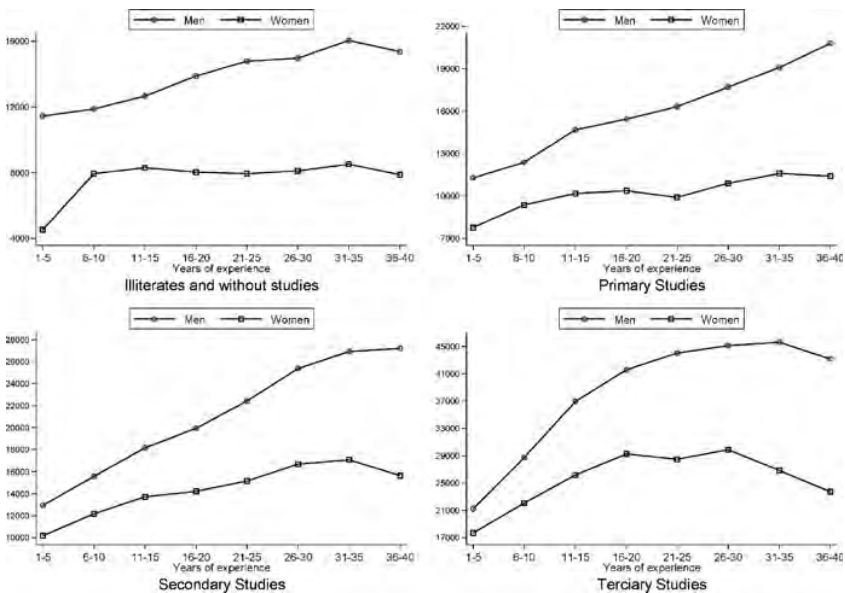 Men Women
16000
12000
8000
4000
1-5 6-10 11-15 16-20 21-25 26-30 31-35 36-40
Years of experience
Illiterates and without studies
Men Women
22000
19000
16000
13000
10000
7000
1-5 6-10 11-15 16-20 21-25 26-30 31-35 36-40
Years of experience
Primary Studies
Men Women
28000
26000
24000
22000
20000
18000
16000
14000
12000
10000
1-5 6-10 11-15 16-20 21-25 26-30 31-35 36-40
Years of experience
Secondary Studies
Men Women
45000
41000
37000
33000
29000
25000
21000
17000
1-5 6-10 11-15 16-20 21-25 26-30 31-35 36-40
Years of experience
Terciary Studies